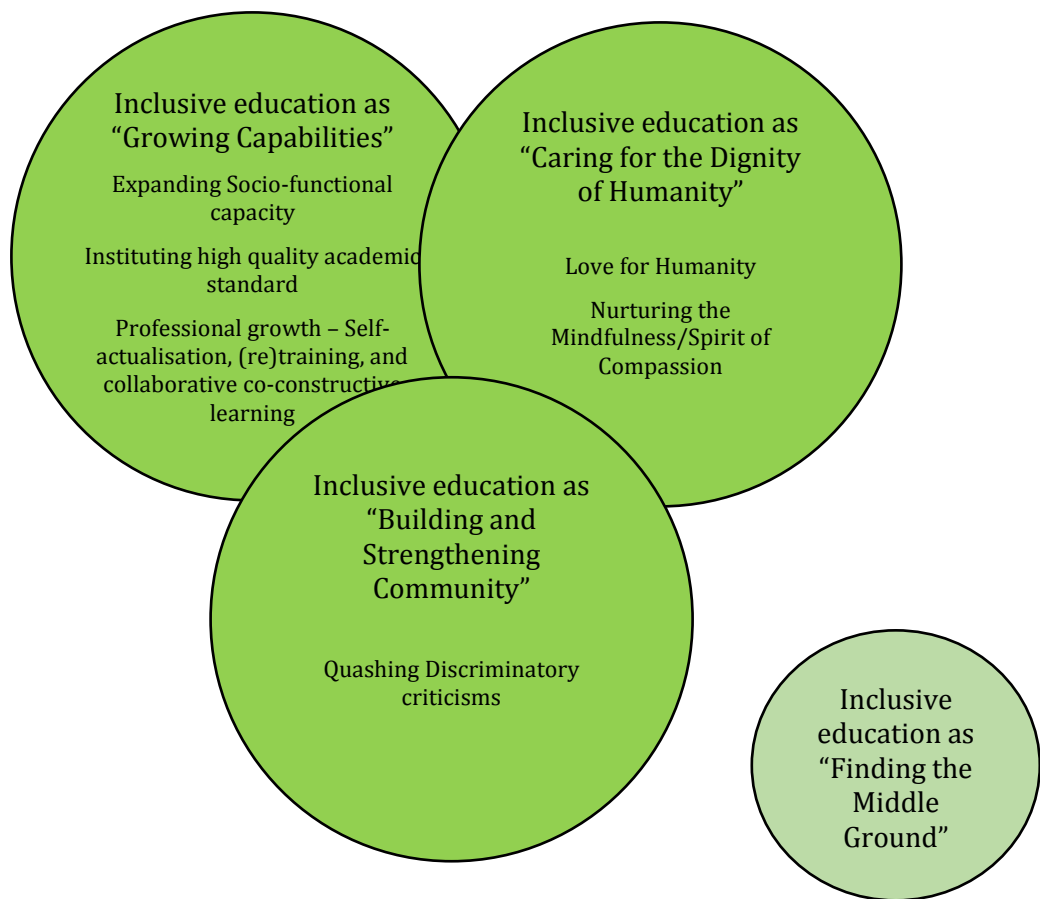 Inclusive education as
“Growing Capabilities”
Expanding Socio-functional
capacity
Instituting high quality academic
standard
Professional growth – Self-
actualisation, (re)training, and
collaborative co-constructive
learning
Inclusive education as
“Caring for the Dignity
of Humanity”
Love for Humanity
Nurturing the
Mindfulness/Spirit of
Compassion
Inclusive education as
“Building and
Strengthening
Community”
Quashing Discriminatory
criticisms
Inclusive
education as
“Finding the
Middle
Ground”